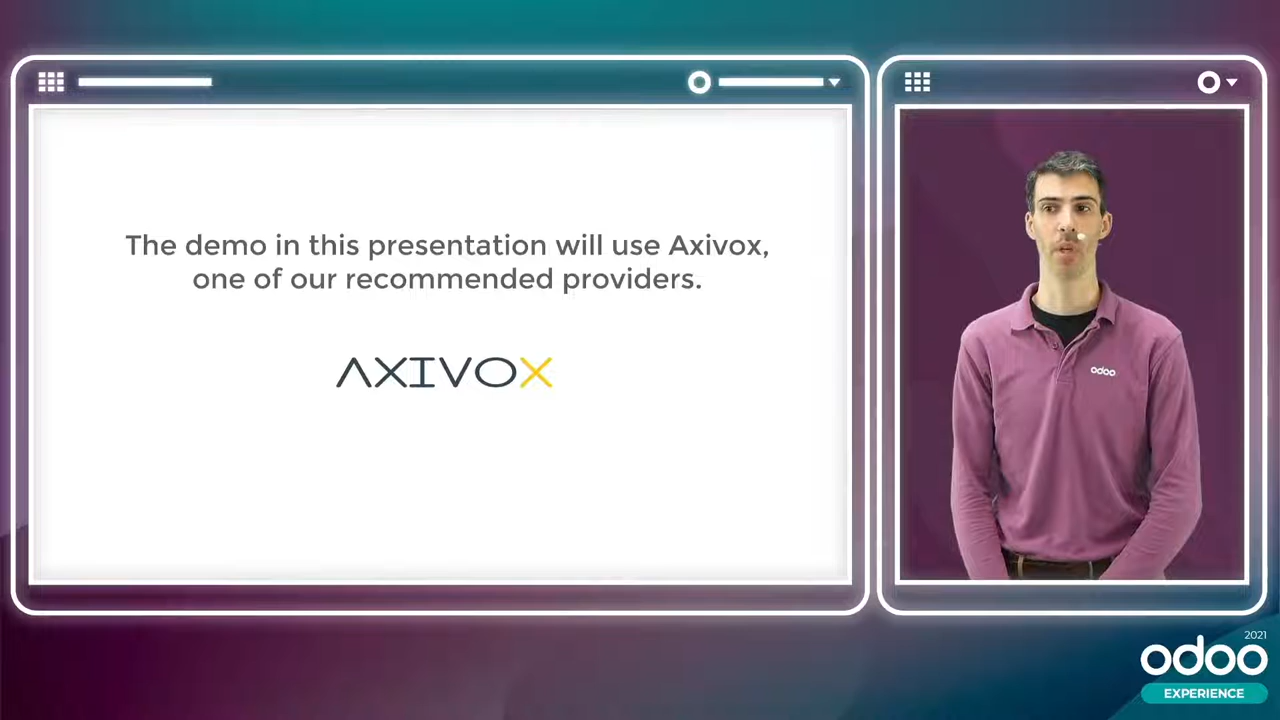 The demo in this presentation will use Axivox,
one of our recommended providers.
AXIVOX
odoo
2021
odoo
EXPERIENCE